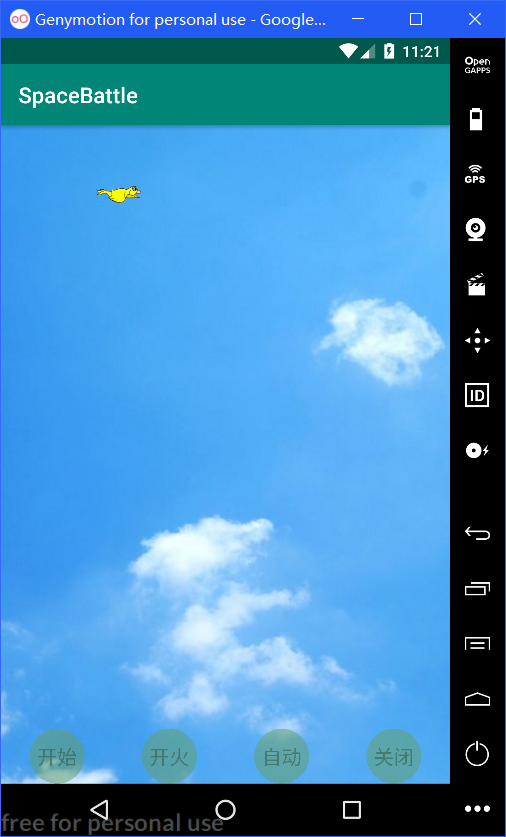 Genymotion for personal use - Google...
11:21
Open
GAPPS
SpaceBattle
GPS
ID
开始
开火
自动
关闭
free for personal use